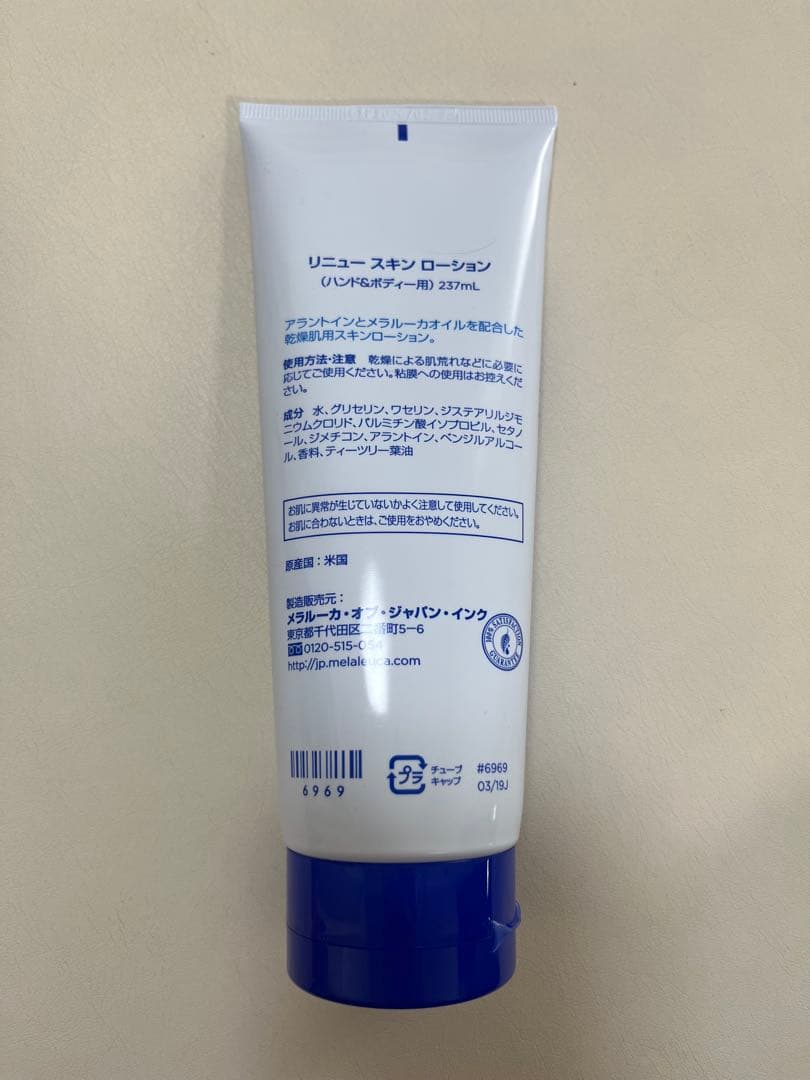 リニュー スキン ローション
(ハンド&ボディー用) 237mL
アラントインとメラルーカオイルを配合した
乾燥肌用スキンローション。
使用方法・注意 乾燥による肌荒れなどに必要に
応じてご使用ください。粘膜への使用はお控えくだ
さい。
成分 水、グリセリン、ワセリン、ジステアリルジモ
ニウムクロリド、パルミチン酸イソプロピル、セタノ
ール、ジメチコン、アラントイン、ベンジルアルコー
ル、香料、ティーツリー葉油
お肌に異常が生じていないかよく注意して使用してください。
お肌に合わないときは、ご使用をおやめください。
原産国:米国
製造販売元:
メラルーカ・オブ・ジャパン・インク
東京都千代田区二番町5-6
0120-515-054
http://jp.melaleuca.com
100% SATISFACTION
GUARANTEE
6969
プラ
チューブ
キャップ
#6969
03/19J